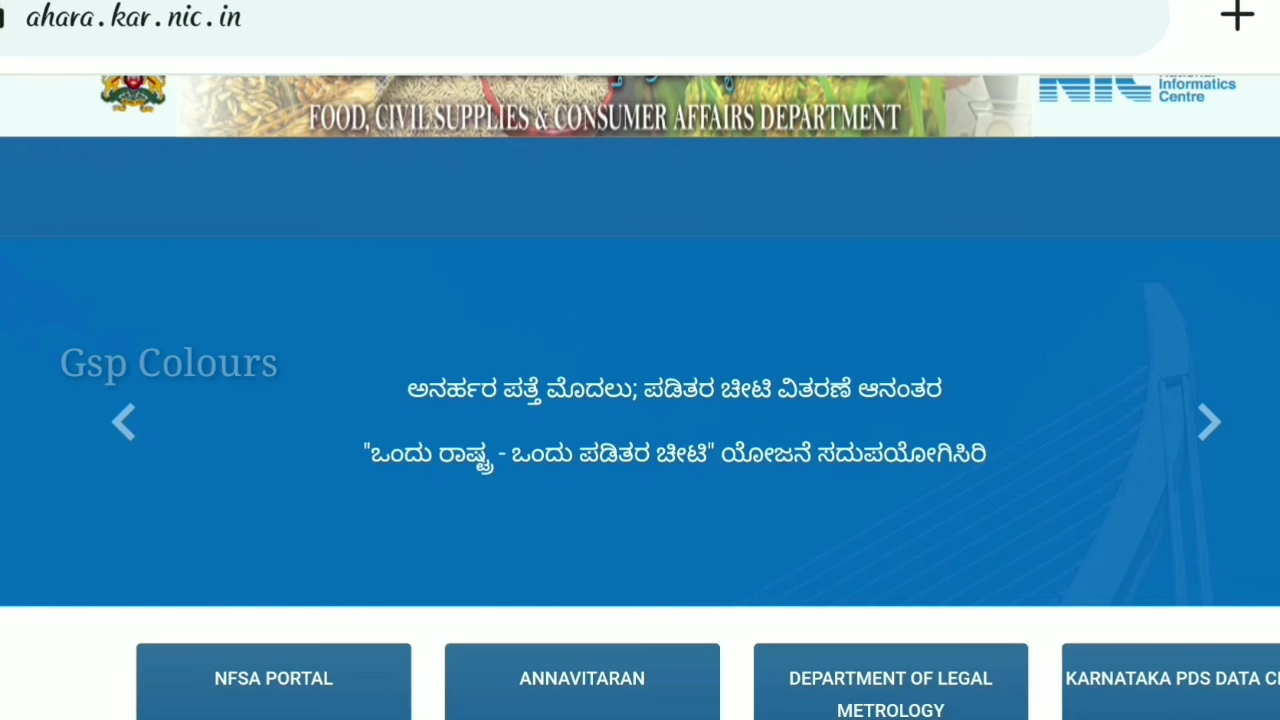 ahara.kar.nic.in
FOOD, CIVIL SUPPLIES & CONSUMER AFFAIRS DEPARTMENT
Informatics
Centre
Gsp Colours
ಅನರ್ಹರ ಪತ್ತೆ ಮೊದಲು; ಪಡಿತರ ಚೀಟಿ ವಿತರಣೆ ಆನಂತರ
"ಒಂದು ರಾಷ್ಟ್ರ - ಒಂದು ಪಡಿತರ ಚೀಟಿ" ಯೋಜನೆ ಸದುಪಯೋಗಿಸಿರಿ
NFSA PORTAL
ANNAVITARAN
DEPARTMENT OF LEGAL
METROLOGY
KARNATAKA PDS DATA